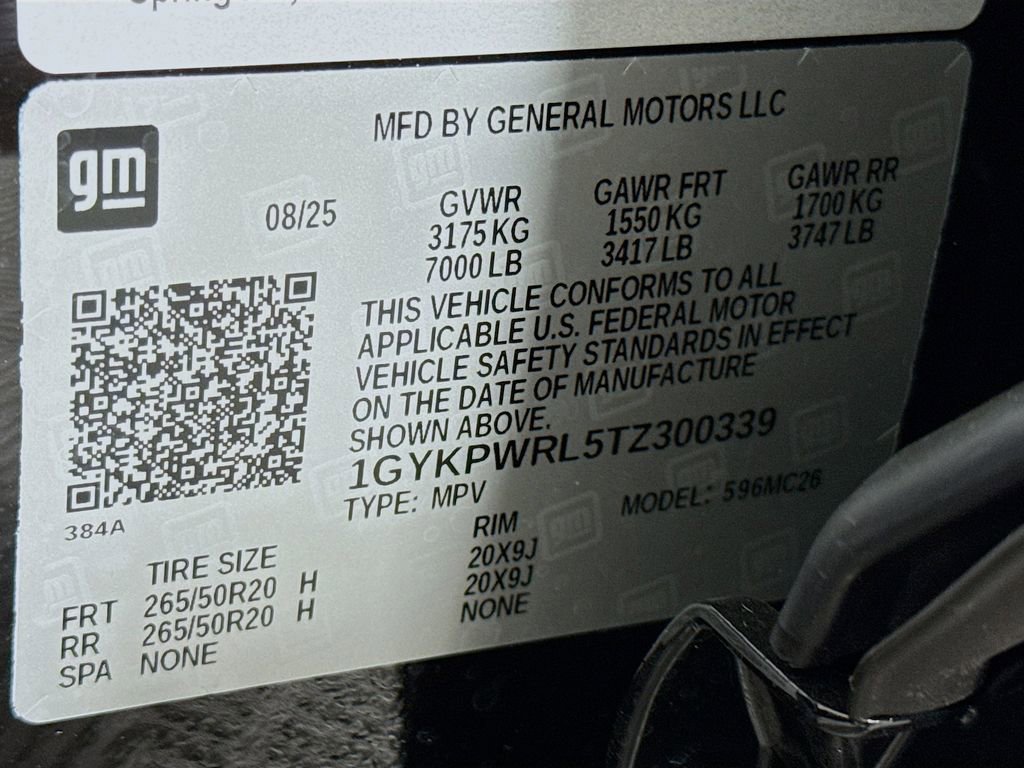 MFD BY GENERAL MOTORS LLC
gm
08/25
GVWR GAWR FRT GAWR RR
3175 KG 1550 KG 1700 KG
7000 LB 3417 LB 3747 LB
THIS VEHICLE CONFORMS TO ALL
APPLICABLE U.S. FEDERAL MOTOR
VEHICLE SAFETY STANDARDS IN EFFECT
ON THE DATE OF MANUFACTURE
SHOWN ABOVE.
1GYKPWRL5TZ300339
TYPE: MPV MODEL: 596MC26
384A
TIRE SIZE RIM
FRT 265/50R20 H 20X9J
RR 265/50R20 H 20X9J
SPA NONE NONE